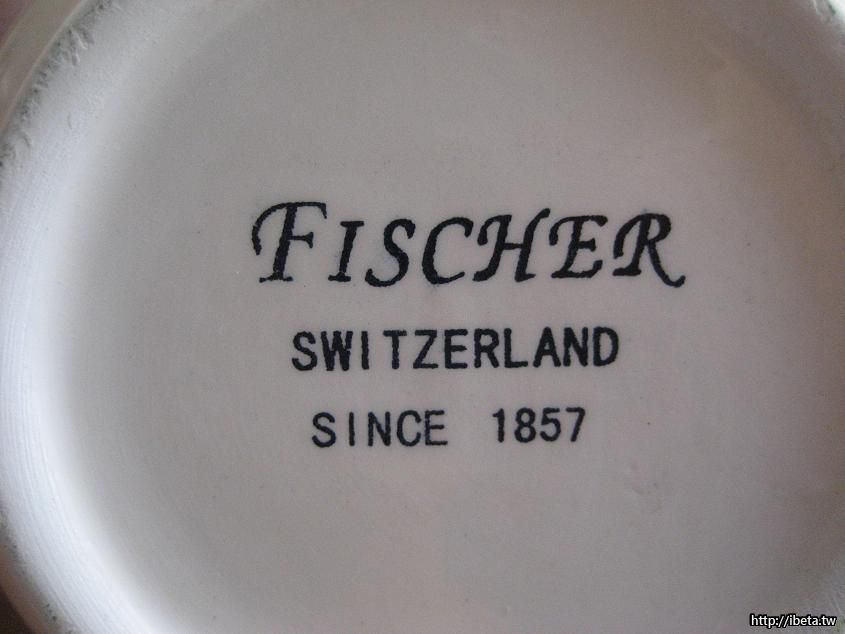 FISCHER
SWITZERLAND
SINCE 1857
http://ibeta.tw